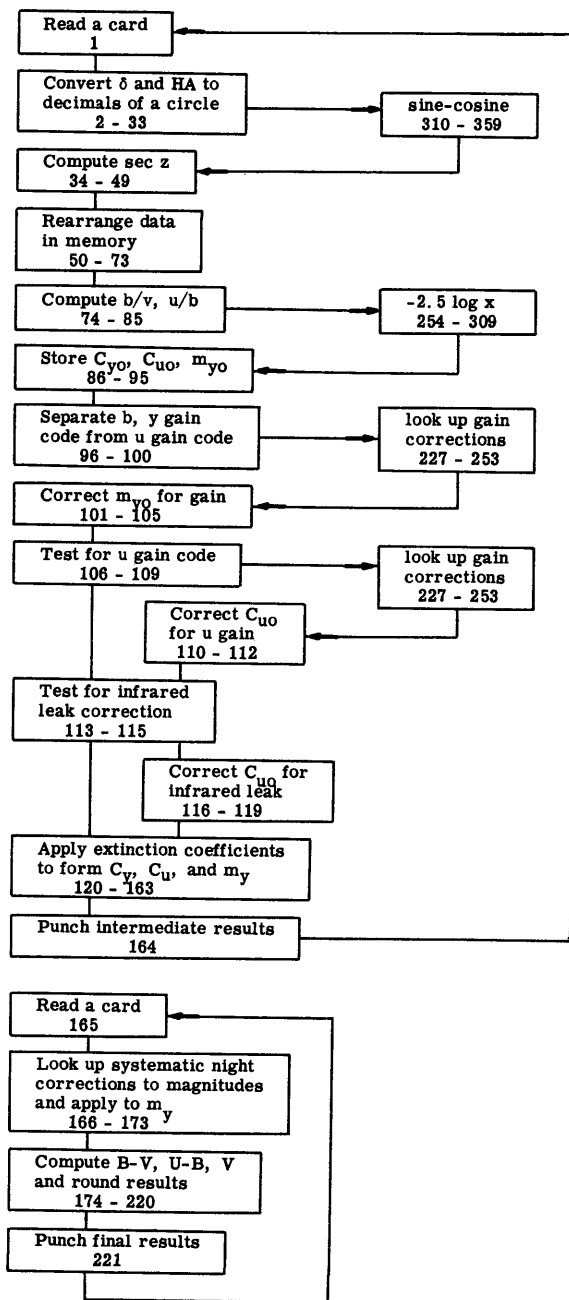 Read a card
1
Convert δ and HA to
decimals of a circle
2 - 33
sine-cosine
310 - 359
Compute sec z
34 - 49
Rearrange data
in memory
50 - 73
Compute b/v, u/b
74 - 85
-2.5 log x
254 - 309
Store Cyo, Cuo, myo
86 - 95
Separate b, y gain
code from u gain code
96 - 100
look up gain
corrections
227 - 253
Correct myo for gain
101 - 105
Test for u gain code
106 - 109
look up gain
corrections
227 - 253
Correct Cuo
for u gain
110 - 112
Test for infrared
leak correction
113 - 115
Correct Cuo for
infrared leak
116 - 119
Apply extinction coefficients
to form Cy, Cu, and my
120 - 163
Punch intermediate results
164
Read a card
165
Look up systematic night
corrections to magnitudes
and apply to my
166 - 173
Compute B-V, U-B, V
and round results
174 - 220
Punch final results
221